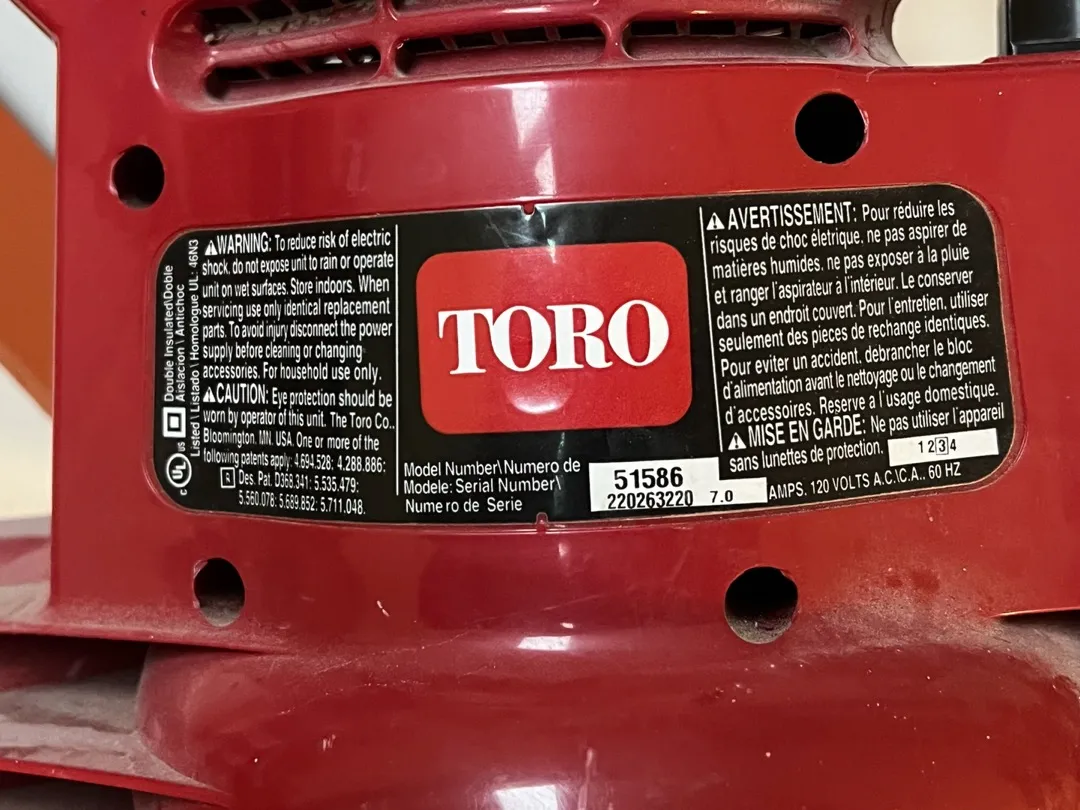 Double Insulated\Doble
Aislacion \ Antichoc
Listed \ Listado \ Homologue UL: 46N3
C UL US
WARNING: To reduce risk of electric
shock, do not expose unit to rain or operate
unit on wet surfaces. Store indoors. When
servicing use only identical replacement
parts. To avoid injury disconnect the power
supply before cleaning or changing
accessories. For household use only.
CAUTION: Eye protection should be
worn by operator of this unit. The Toro Co.,
Bloomington, MN, USA. One or more of the
following patents apply: 4.694.528: 4.288.886:
Des. Pat. D368.341: 5.535.479:
5.560.078: 5.689.852: 5.711.048.
TORO
Model Number\Numero de
Modele: Serial Number\
Numero de Serie
51586
220263220 7.0
AMPS. 120 VOLTS A.C.\C.A.. 60 HZ
AVERTISSEMENT: Pour réduire les
risques de choc életrique. ne pas aspirer de
matières humides. ne pas exposer à la pluie
et ranger l'aspirateur à l'intérieur. Le conserver
dans un endroit couvert. Pour l'entretien, utiliser
seulement des pieces de rechange identiques.
Pour eviter un accident. debrancher le bloc
d'alimentation avant le nettoyage ou le changement
d'accessoires. Reserve a l'usage domestique.
MISE EN GARDE: Ne pas utiliser l'appareil
sans lunettes de protection.
1 2 3 4